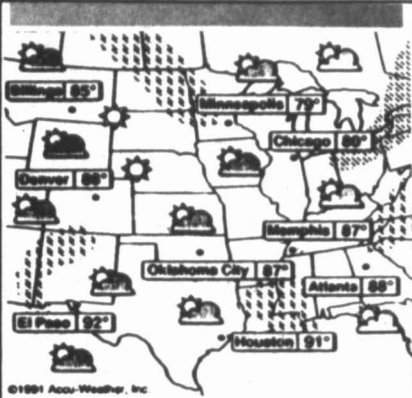 Billings 85°
Minneapolis 79°
Chicago 80°
Denver 88°
Memphis 87°
Oklahoma City 87°
Atlanta 88°
El Paso 92°
Houston 91°
©1991 Accu-Weather, Inc.